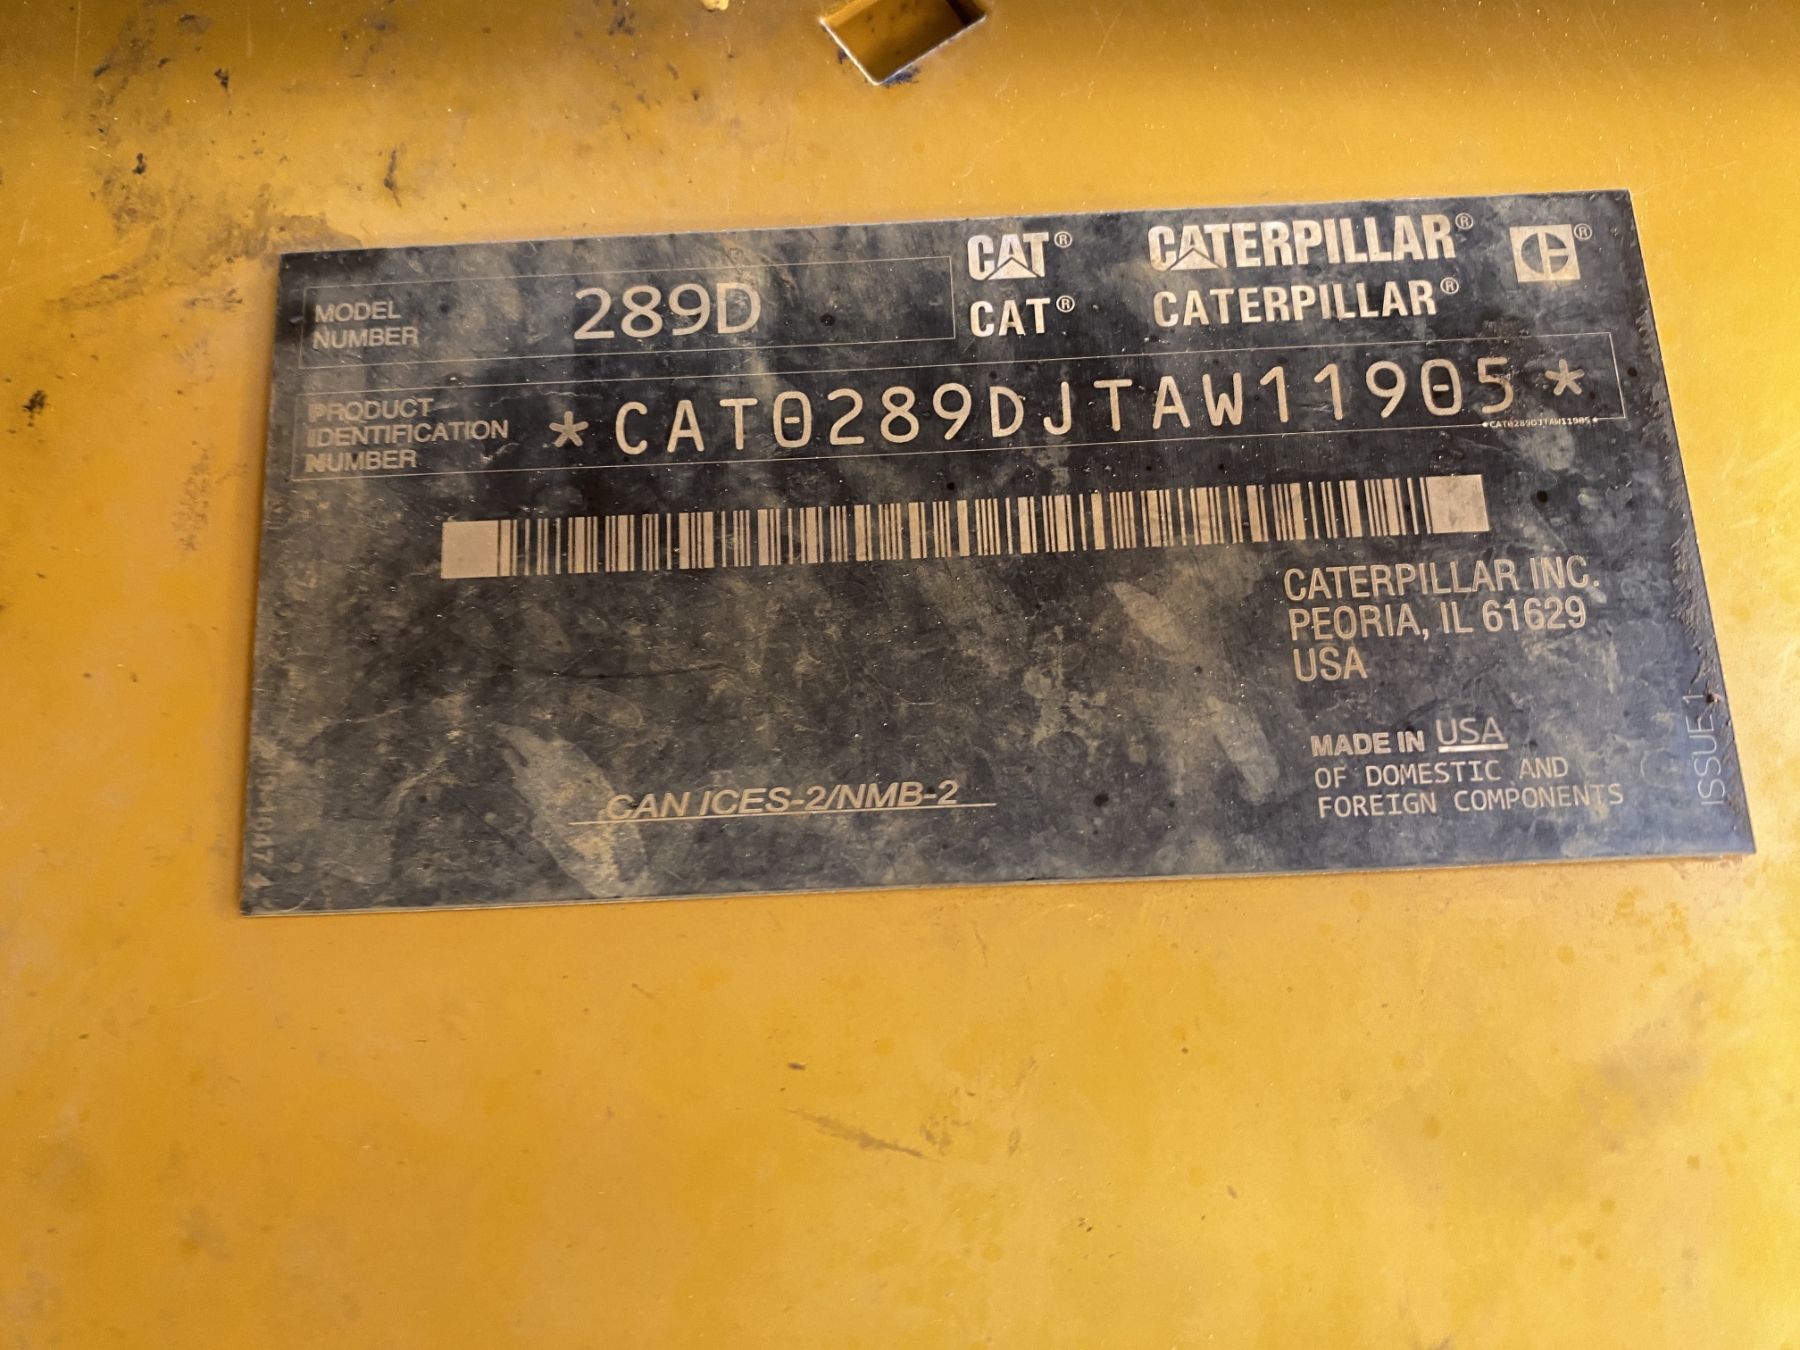 MODEL
NUMBER
289D
CAT® CATERPILLAR®
CAT® CATERPILLAR®
PRODUCT
IDENTIFICATION
NUMBER
*CAT0289DJTAW11905*
*CAT0289DJTAW11905*
CATERPILLAR INC.
PEORIA, IL 61629
USA
MADE IN USA
OF DOMESTIC AND
FOREIGN COMPONENTS
CAN ICES-2/NMB-2
ISSUE 1